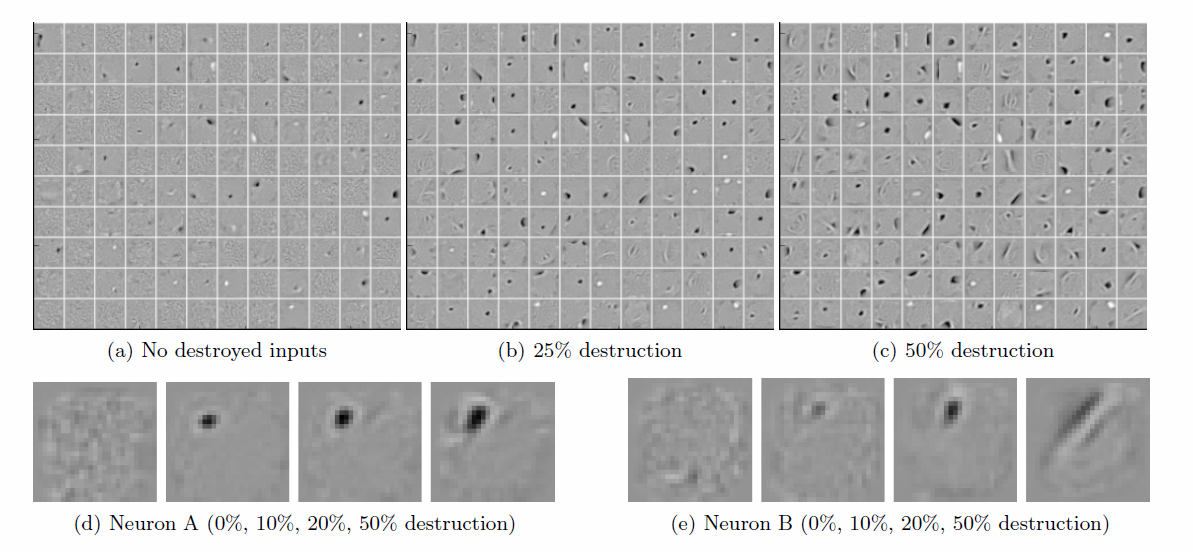 (a) No destroyed inputs
(b) 25% destruction
(c) 50% destruction
(d) Neuron A (0%, 10%, 20%, 50% destruction)
(e) Neuron B (0%, 10%, 20%, 50% destruction)